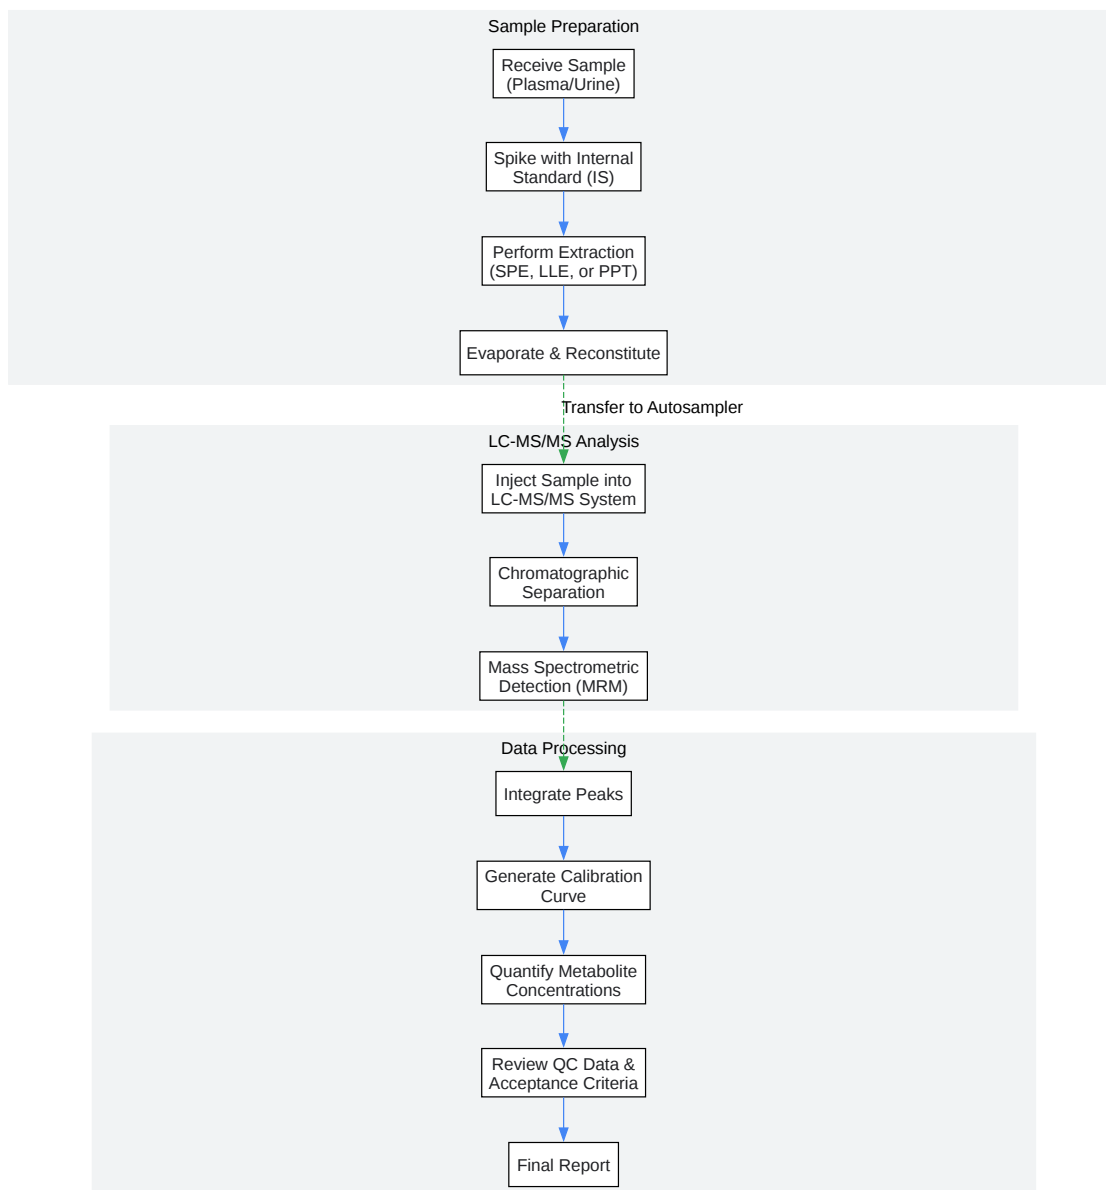 Sample Preparation
Receive Sample
(Plasma/Urine)
Spike with Internal
Standard (IS)
Perform Extraction
(SPE, LLE, or PPT)
Evaporate & Reconstitute
Transfer to Autosampler
LC-MS/MS Analysis
Inject Sample into
LC-MS/MS System
Chromatographic
Separation
Mass Spectrometric
Detection (MRM)
Data Processing
Integrate Peaks
Generate Calibration
Curve
Quantify Metabolite
Concentrations
Review QC Data &
Acceptance Criteria
Final Report